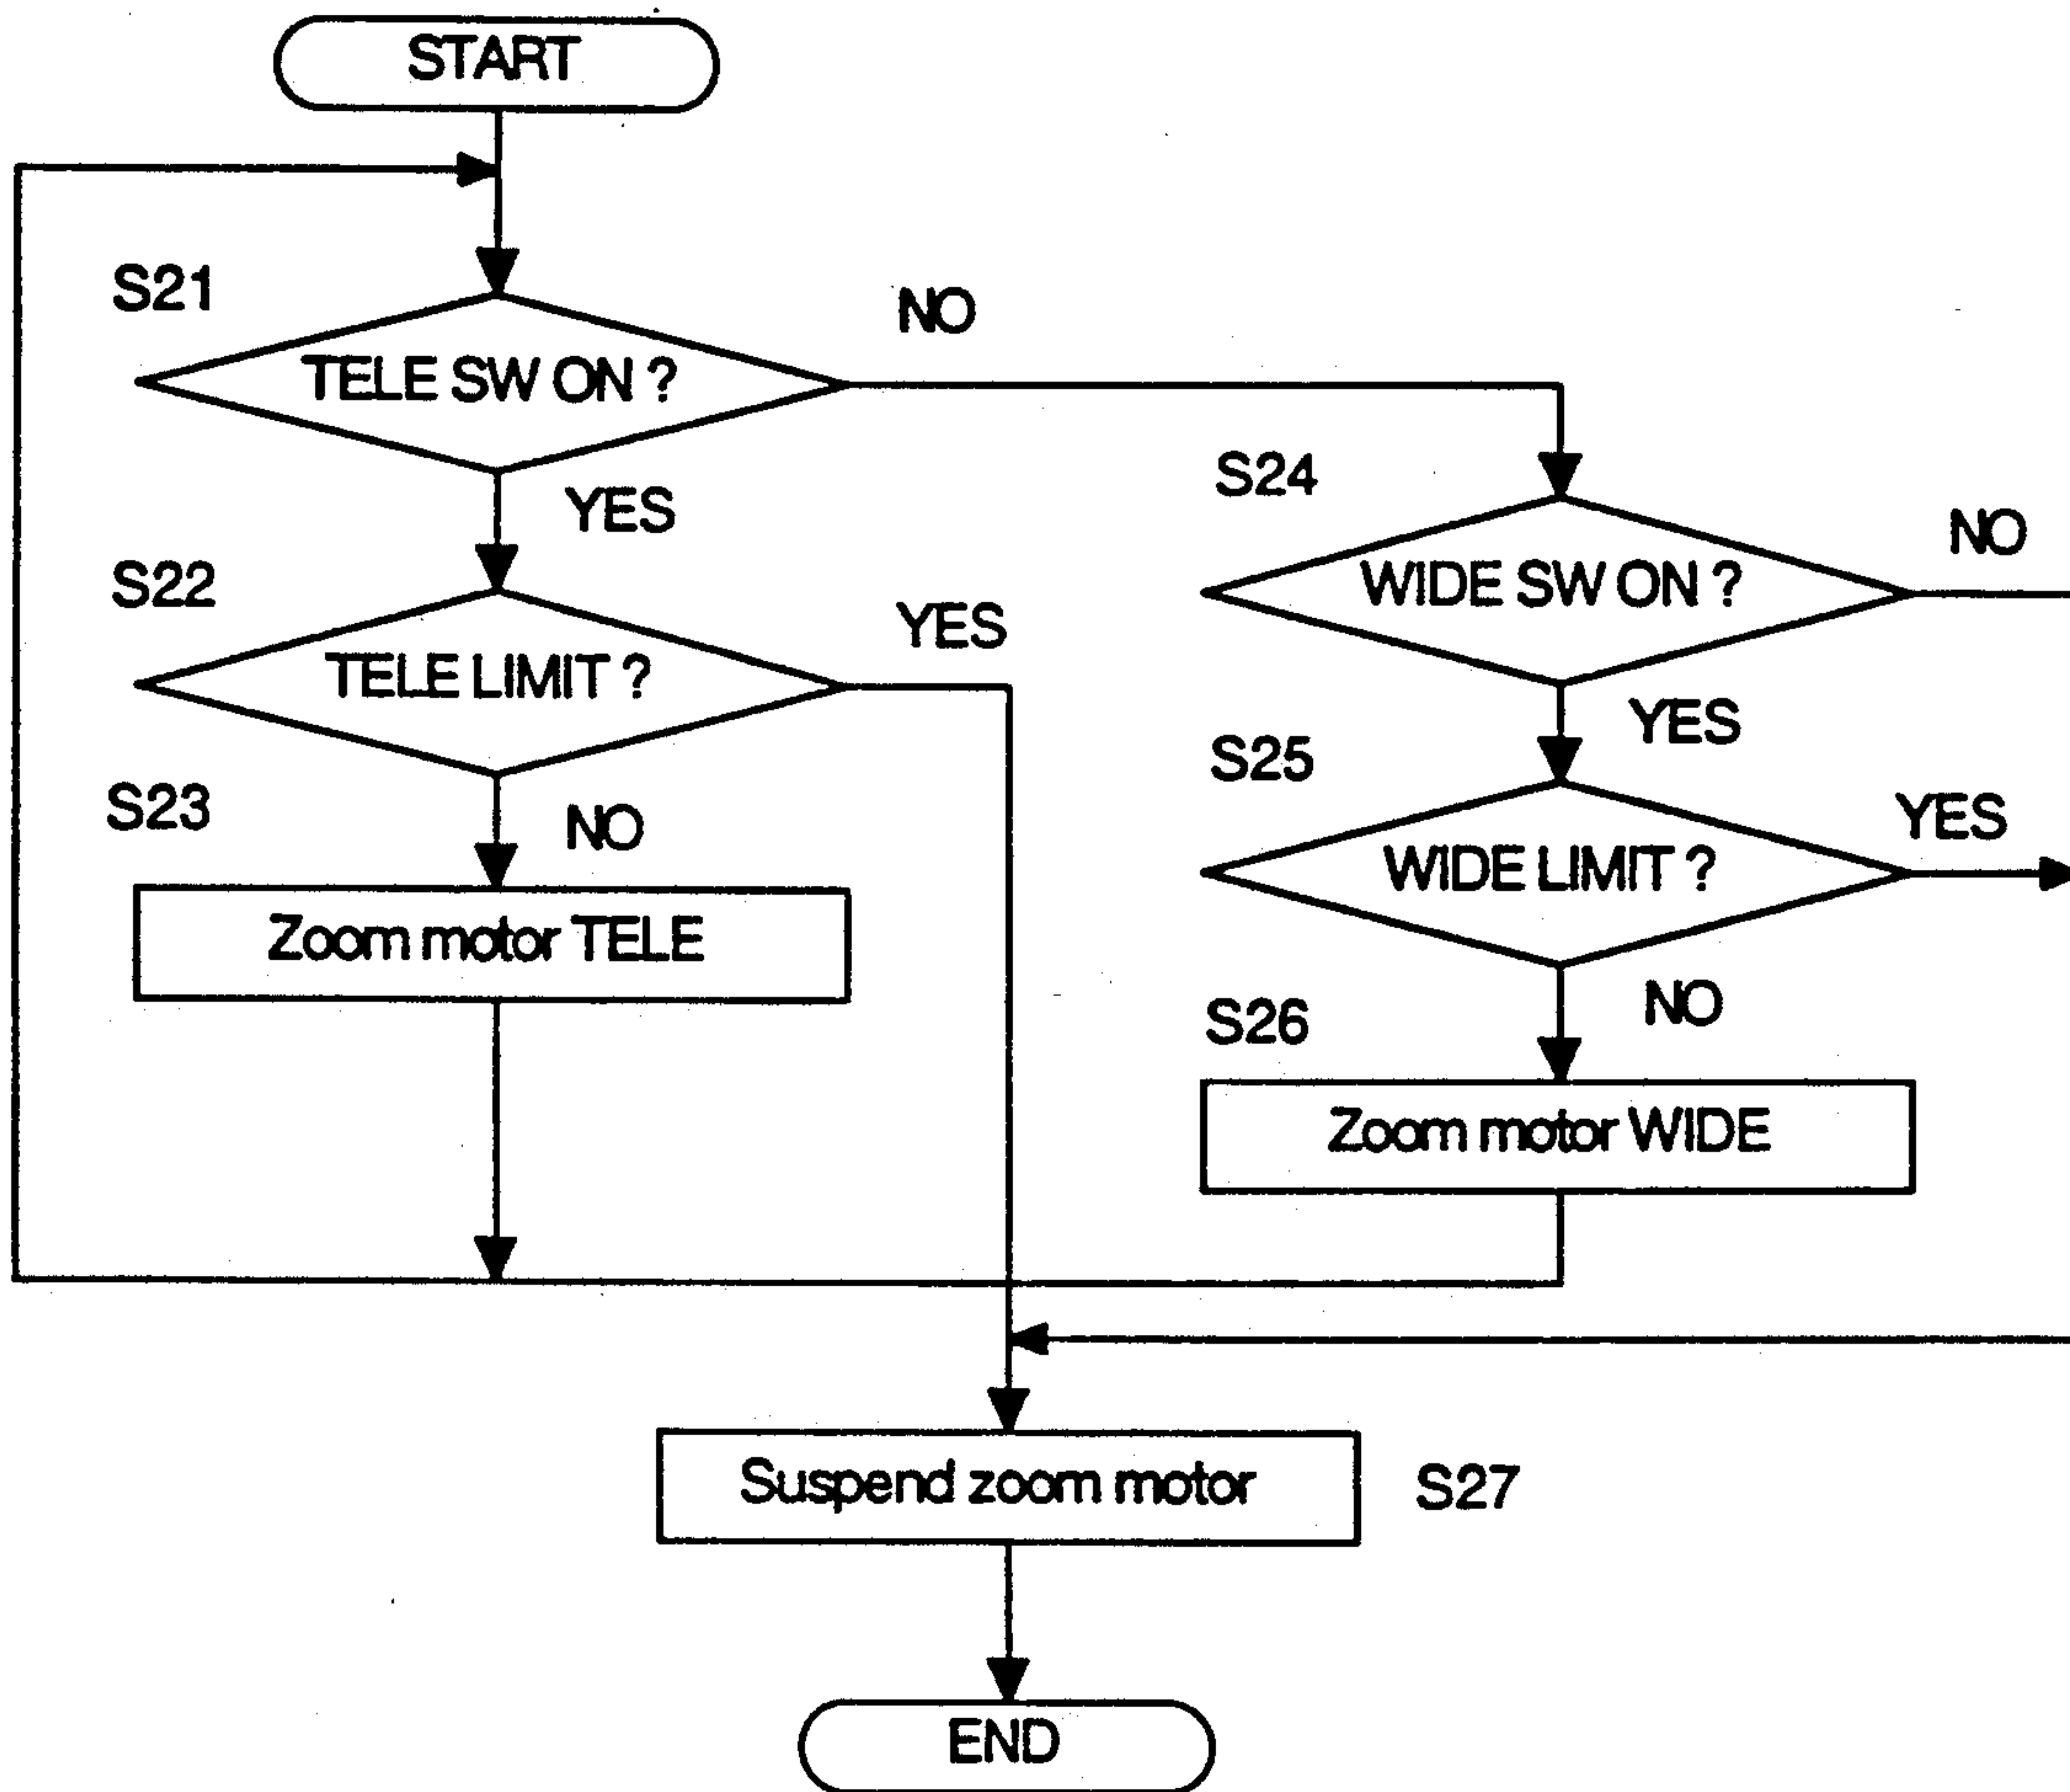 START
S21
TELE SW ON ?
NO
YES
S22
TELE LIMIT ?
YES
S23
NO
Zoom motor TELE
S24
WIDE SW ON ?
NO
YES
S25
WIDE LIMIT ?
YES
S26
NO
Zoom motor WIDE
Suspend zoom motor
S27
END